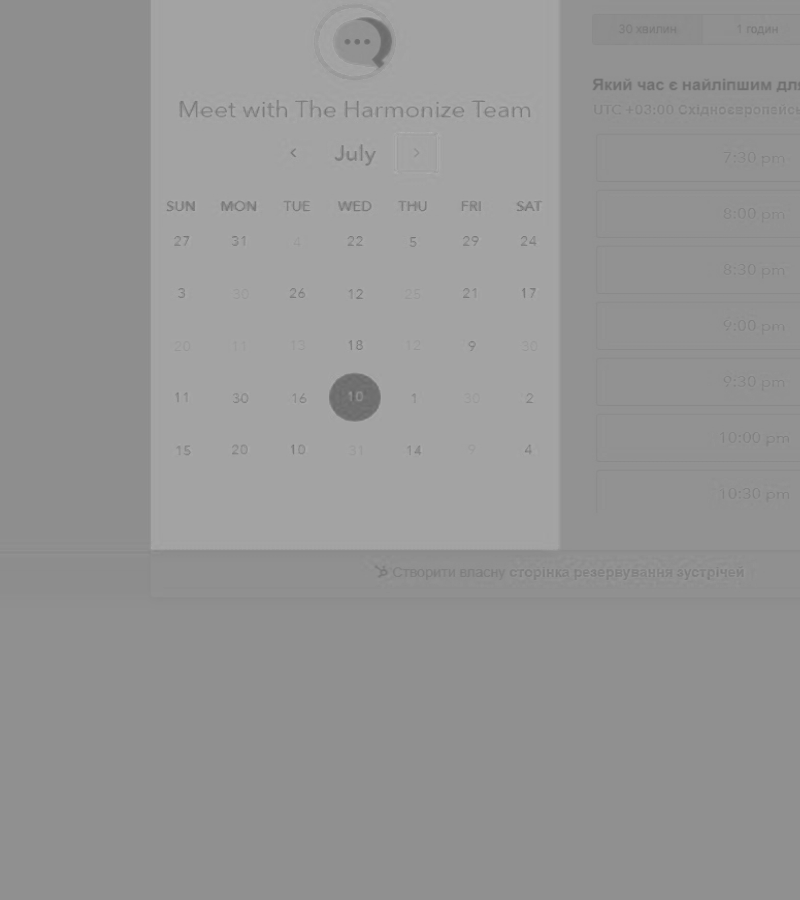 30 хвилин 1 годин
Meet with The Harmonize Team
Який час є найліпшим для
UTC +03:00
July
SUN MON TUE WED THU FRI SAT
7:30 pm
8:00 pm
8:30 pm
9:00 pm
9:30 pm
10:00 pm
10:30 pm
27 31 4 22 5 29 24
3 30 26 12 25 21 17
20 11 13 18 12 9 30
11 30 16 10 1 30 2
15 20 10 31 14 9 4
Створити власну сторінка резервування зустрічей